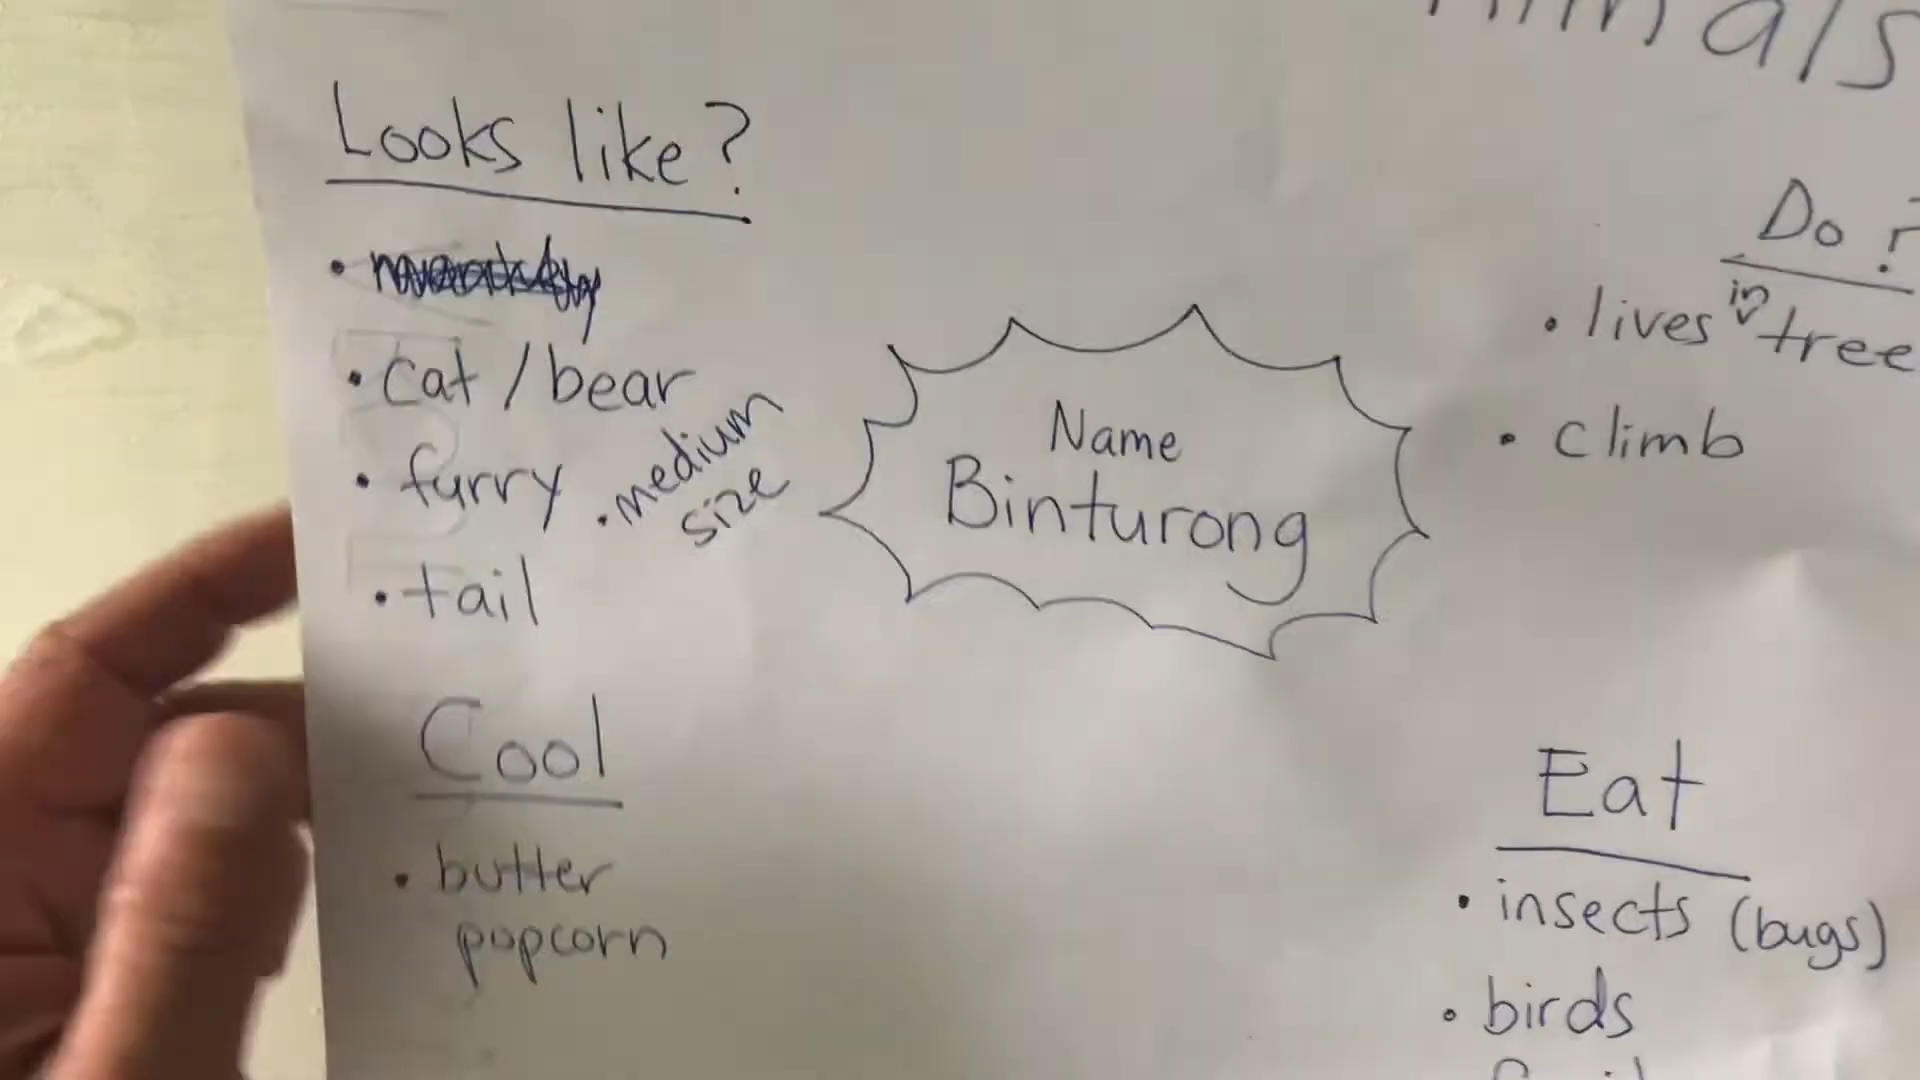 Looks like?
• cat / bear
• furry
• medium
size
• tail
Cool
• butter
popcorn
Name
Binturong
Do?
• lives in tree
• climb
Eat
• insects (bugs)
• birds